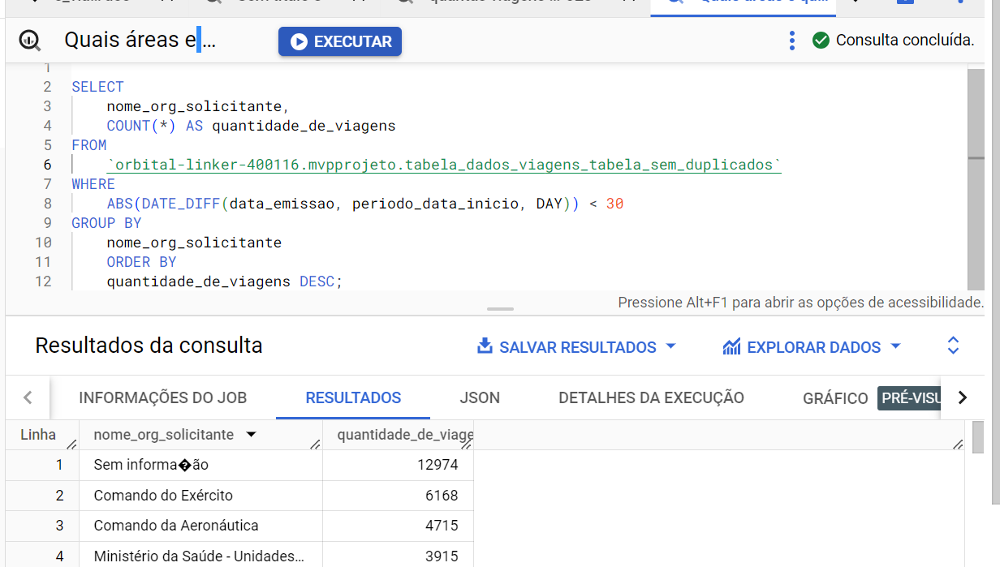 Quais áreas e ...
EXECUTAR
Consulta concluída.
1
2 SELECT
3 nome_org_solicitante,
4 COUNT(*) AS quantidade_de_viagens
5 FROM
6 `orbital-linker-400116.mvpprojeto.tabela_dados_viagens_tabela_sem_duplicados`
7 WHERE
8 ABS(DATE_DIFF(data_emissao, periodo_data_inicio, DAY)) < 30
9 GROUP BY
10 nome_org_solicitante
11 ORDER BY
12 quantidade_de_viagens DESC;
Pressione Alt+F1 para abrir as opções de acessibilidade.
Resultados da consulta
SALVAR RESULTADOS
EXPLORAR DADOS
INFORMAÇÕES DO JOB
RESULTADOS
JSON
DETALHES DA EXECUÇÃO
GRÁFICO
PRÉ-VISU
Linha nome_org_solicitante quantidade_de_viage
1 Sem informa�ão 12974
2 Comando do Exército 6168
3 Comando da Aeronáutica 4715
4 Ministério da Saúde - Unidades... 3915